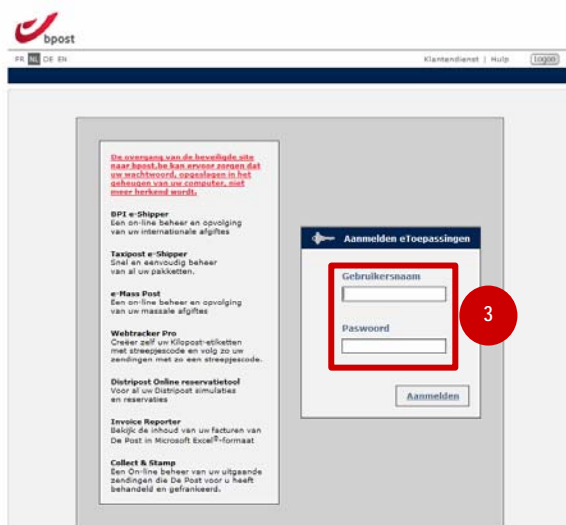 bpost
FR NL DE EN
Klantendienst | Hulp
Logon
De overgang van de beveiligde site
naar bpost.be kan ervoor zorgen dat
uw wachtwoord, opgeslagen in het
geheugen van uw computer, niet
meer herkend wordt.
BPI e-Shipper
Een on-line beheer en opvolging
van uw internationale afgiftes
Taxipost e-Shipper
Snel en eenvoudig beheer
van al uw pakketten.
e-Mass Post
Een on-line beheer en opvolging
van uw massale afgiftes
Webtracker Pro
Creëer zelf uw Kilopost-etiketten
met streepjescode en volg zo uw
zendingen met zo een streepjescode.
Distripost Online reservatietool
Voor al uw Distripost simulaties
en reservaties
Invoice Reporter
Bekijk de inhoud van uw facturen van
De Post in Microsoft Excel®-formaat
Collect & Stamp
Een On-line beheer van uw uitgaande
zendingen die De Post voor u heeft
behandeld en gefrankeerd.
Aanmelden eToepassingen
Gebruikersnaam
Paswoord
3
Aanmelden